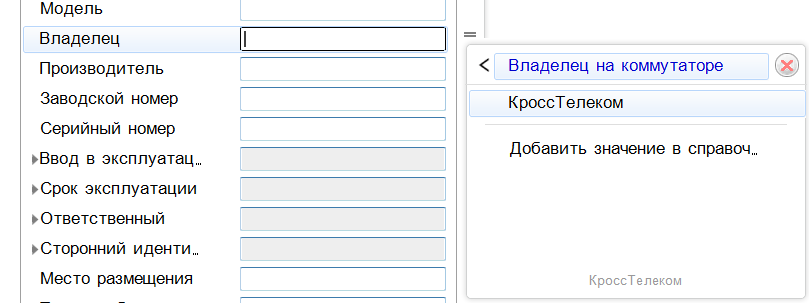 Модель
Владелец
Производитель
Заводской номер
Серийный номер
Ввод в эксплуатац...
Срок эксплуатации
Ответственный
Сторонний иденти...
Место размещения
Владелец на коммутаторе
КроссТелеком
Добавить значение в справоч...
КроссТелеком